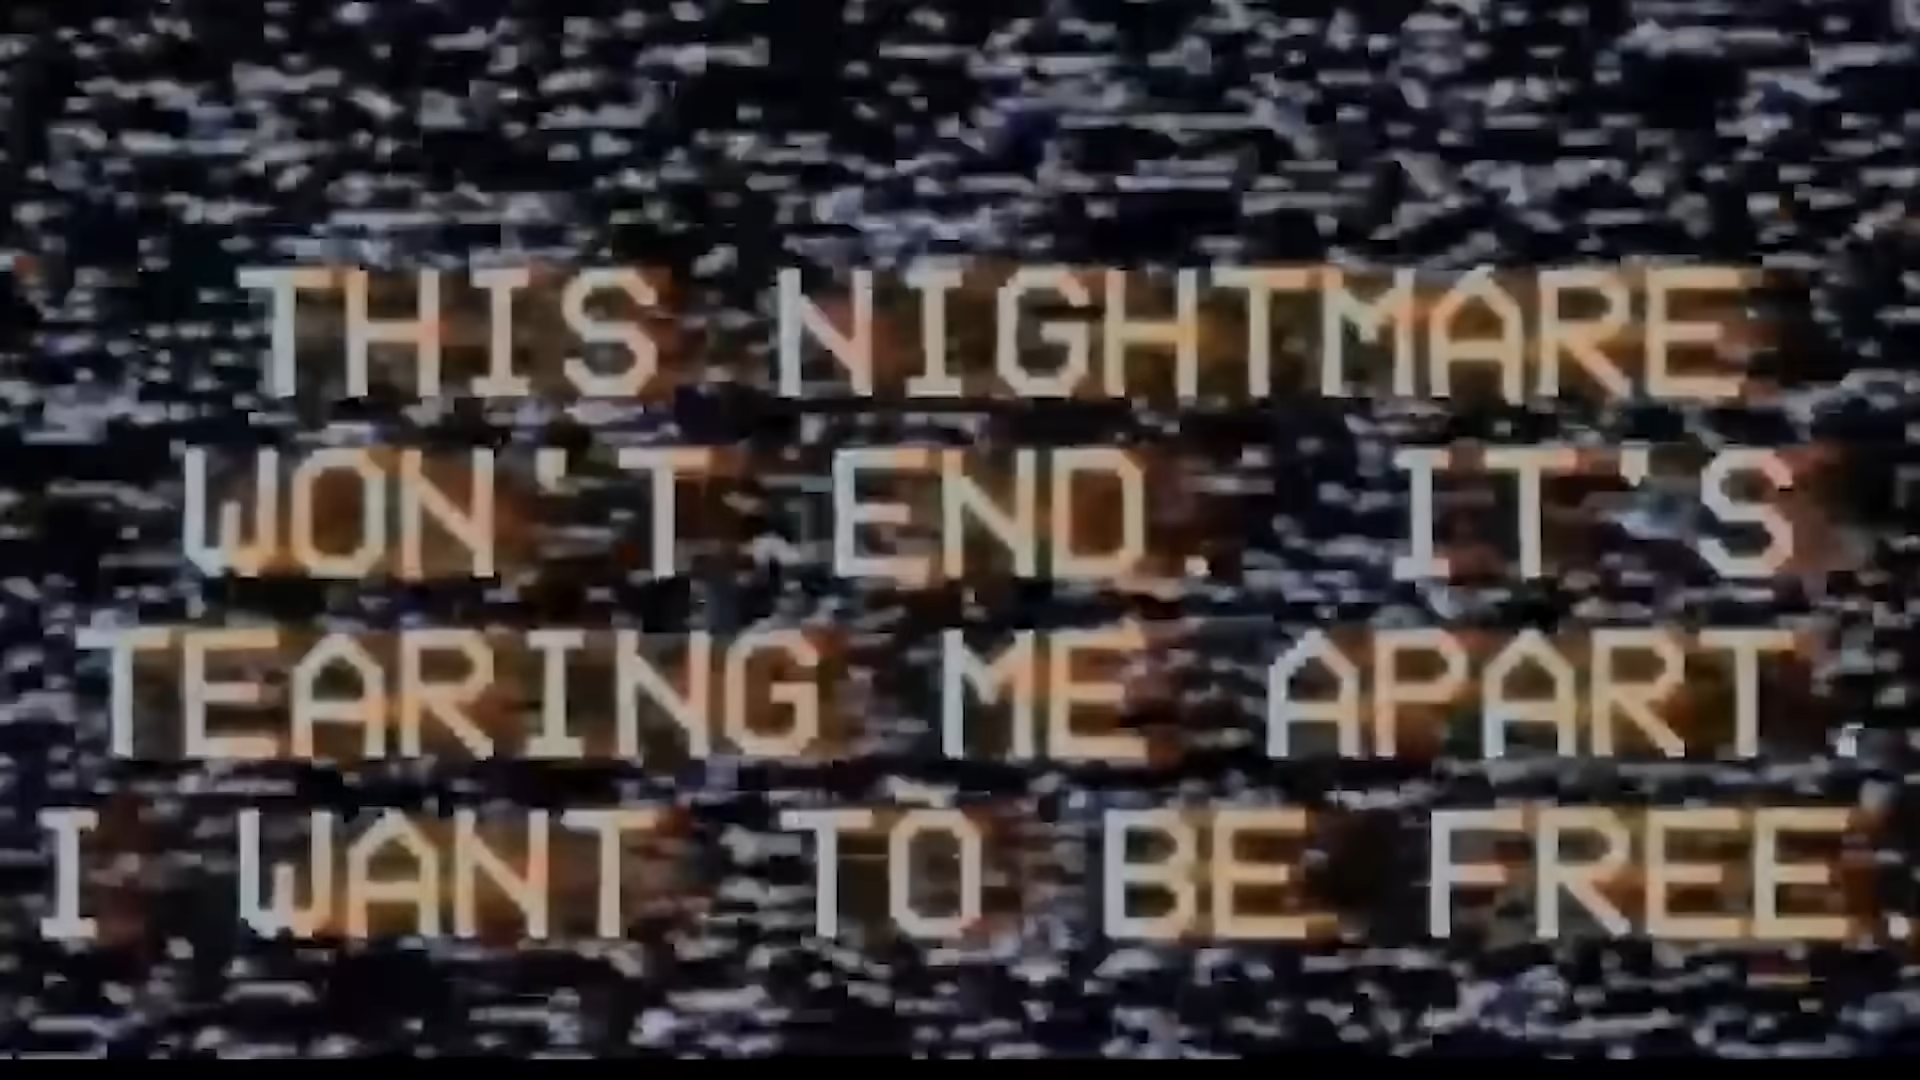 THIS NIGHTMARE
WON'T END. IT'S
TEARING ME APART.
I WANT TO BE FREE.